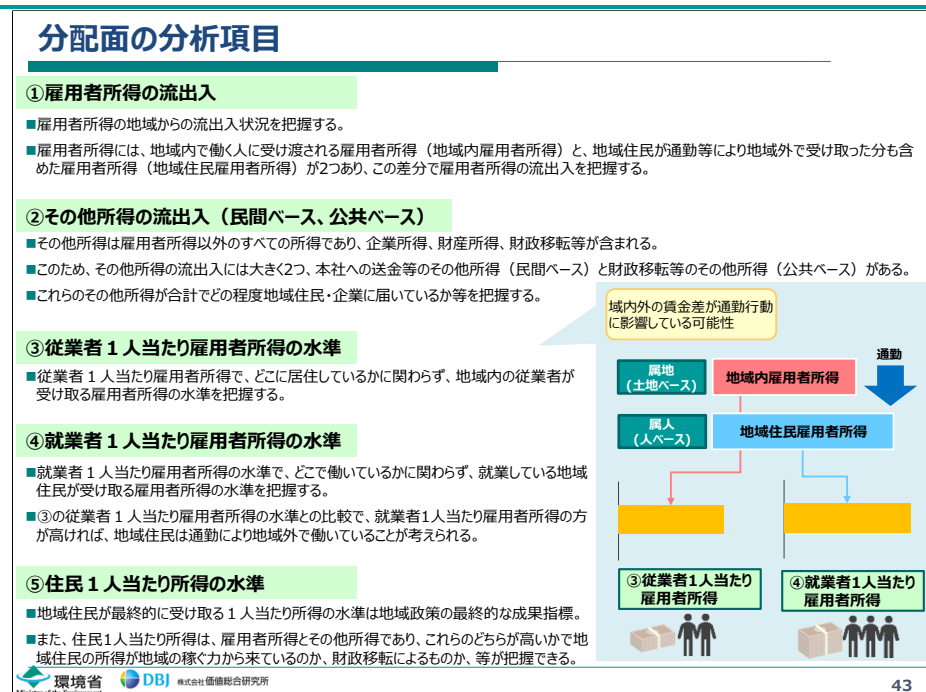 分配面の分析項目
①雇用者所得の流出入
■雇用者所得の地域からの流出入状況を把握する。
■雇用者所得には、地域内で働く人に受け渡される雇用者所得（地域内雇用者所得）と、地域住民が通勤等により地域外で受け取った分も含
めた雇用者所得（地域住民雇用者所得）が2つあり、この差分で雇用者所得の流出入を把握する。
②その他所得の流出入（民間ベース、公共ベース）
■その他所得は雇用者所得以外のすべての所得であり、企業所得、財産所得、財政移転等が含まれる。
■このため、その他所得の流出入には大きく2つ、本社への送金等のその他所得（民間ベース）と財政移転等のその他所得（公共ベース）がある。
■これらのその他所得が合計でどの程度地域住民・企業に届いているか等を把握する。
③従業者１人当たり雇用者所得の水準
■従業者１人当たり雇用者所得で、どこに居住しているかに関わらず、地域内の従業者が
受け取る雇用者所得の水準を把握する。
④就業者１人当たり雇用者所得の水準
■就業者１人当たり雇用者所得の水準で、どこで働いているかに関わらず、就業している地域
住民が受け取る雇用者所得の水準を把握する。
■③の従業者１人当たり雇用者所得の水準との比較で、就業者1人当たり雇用者所得の方
が高ければ、地域住民は通勤により地域外で働いていることが考えられる。
⑤住民１人当たり所得の水準
■地域住民が最終的に受け取る１人当たり所得の水準は地域政策の最終的な成果指標。
■また、住民1人当たり所得は、雇用者所得とその他所得であり、これらのどちらが高いかで地
域住民の所得が地域の稼ぐ力から来ているのか、財政移転によるものか、等が把握できる。
域内外の賃金差が通勤行動
に影響している可能性
通勤
属地
(土地ベース)
地域内雇用者所得
属人
(人ベース)
地域住民雇用者所得
③従業者1人当たり
雇用者所得
④就業者1人当たり
雇用者所得
環境省
Ministry of the Environment
DBJ 株式会社価値総合研究所
43